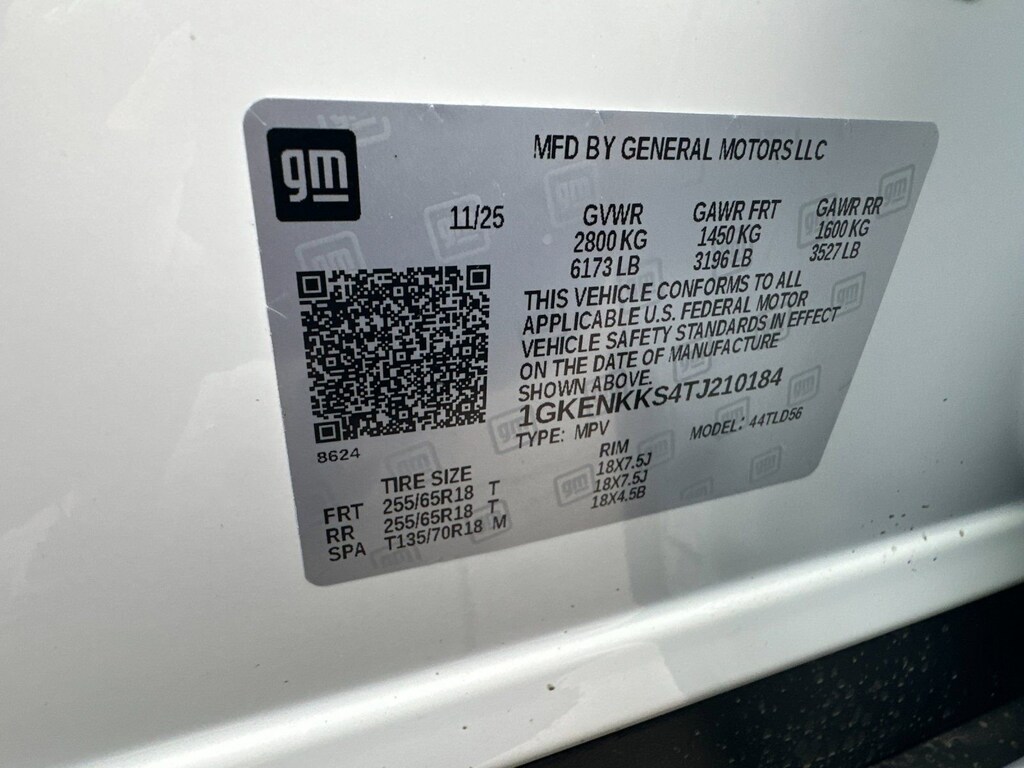 gm
MFD BY GENERAL MOTORS LLC
11/25 GVWR GAWR FRT GAWR RR
2800 KG 1450 KG 1600 KG
6173 LB 3196 LB 3527 LB
THIS VEHICLE CONFORMS TO ALL
APPLICABLE U.S. FEDERAL MOTOR
VEHICLE SAFETY STANDARDS IN EFFECT
ON THE DATE OF MANUFACTURE
SHOWN ABOVE.
1GKENKKS4TJ210184
TYPE: MPV MODEL: 44TLD56
8624
TIRE SIZE RIM
FRT 255/65R18 T 18X7.5J
RR 255/65R18 T 18X7.5J
SPA T135/70R18 M 18X4.5B